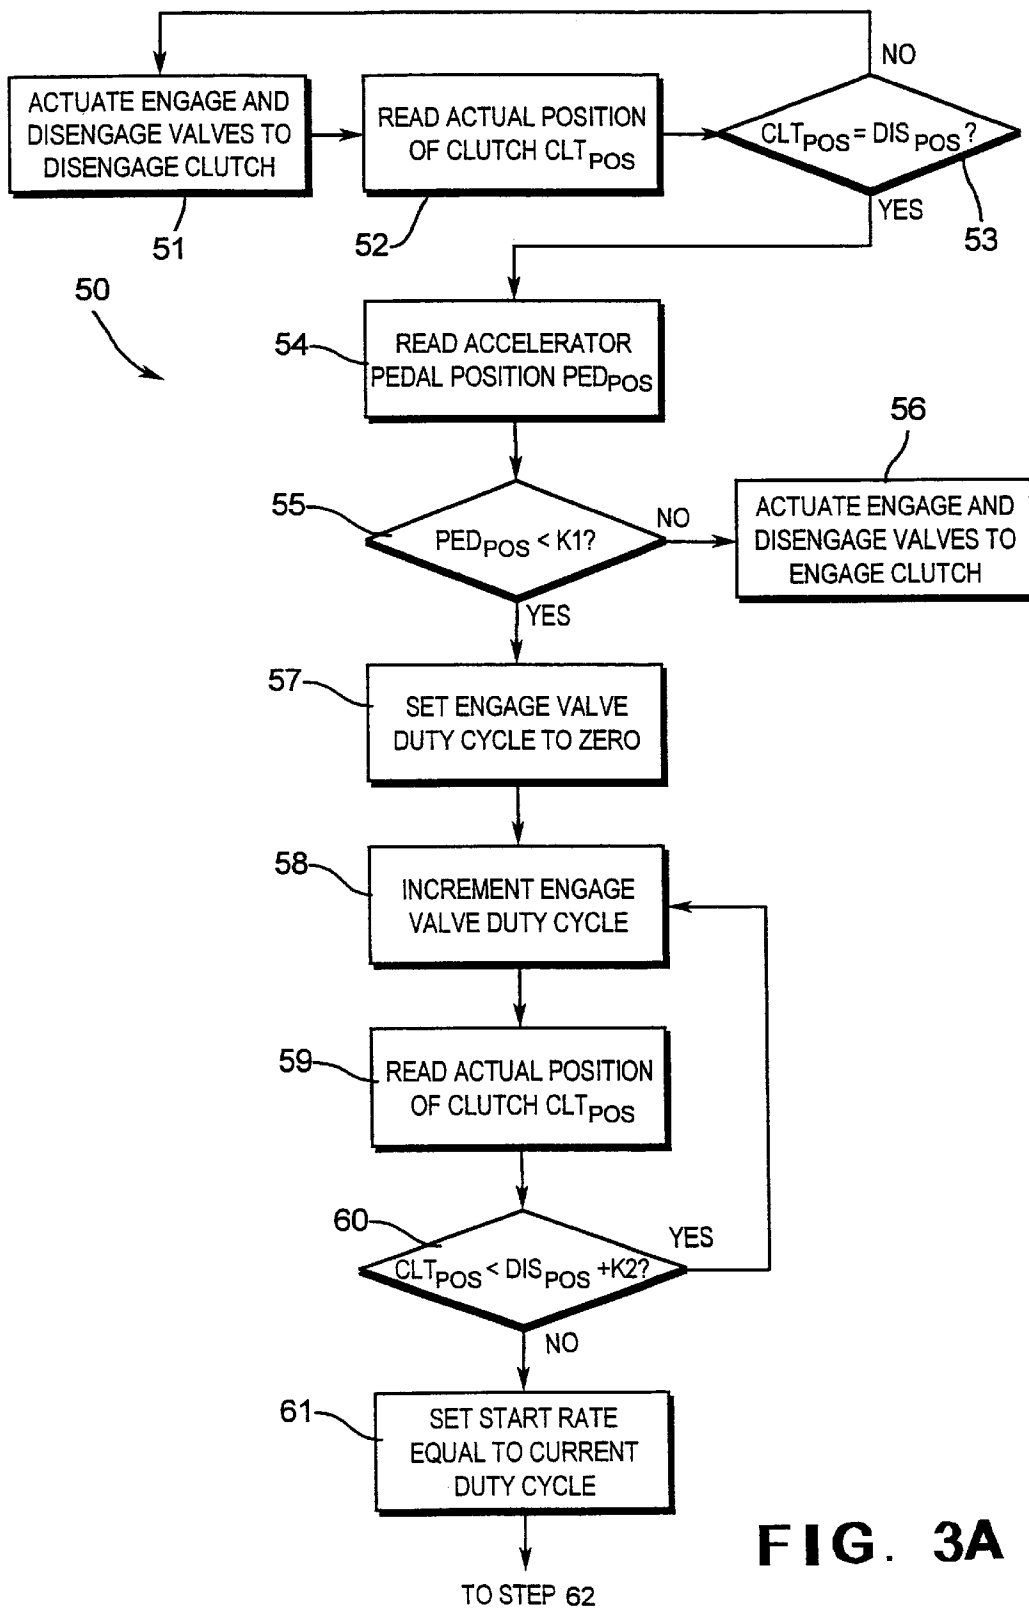 NO
ACTUATE ENGAGE AND
DISENGAGE VALVES TO
DISENGAGE CLUTCH
51
READ ACTUAL POSITION
OF CLUTCH CLTPOS
52
CLTPOS = DISPOS?
53
YES
50
54
READ ACCELERATOR
PEDAL POSITION PEDPOS
55
PEDPOS < K1?
NO
56
ACTUATE ENGAGE AND
DISENGAGE VALVES TO
ENGAGE CLUTCH
YES
57
SET ENGAGE VALVE
DUTY CYCLE TO ZERO
58
INCREMENT ENGAGE
VALVE DUTY CYCLE
59
READ ACTUAL POSITION
OF CLUTCH CLTPOS
60
CLTPOS < DISPOS +K2?
YES
NO
61
SET START RATE
EQUAL TO CURRENT
DUTY CYCLE
TO STEP 62
FIG. 3A